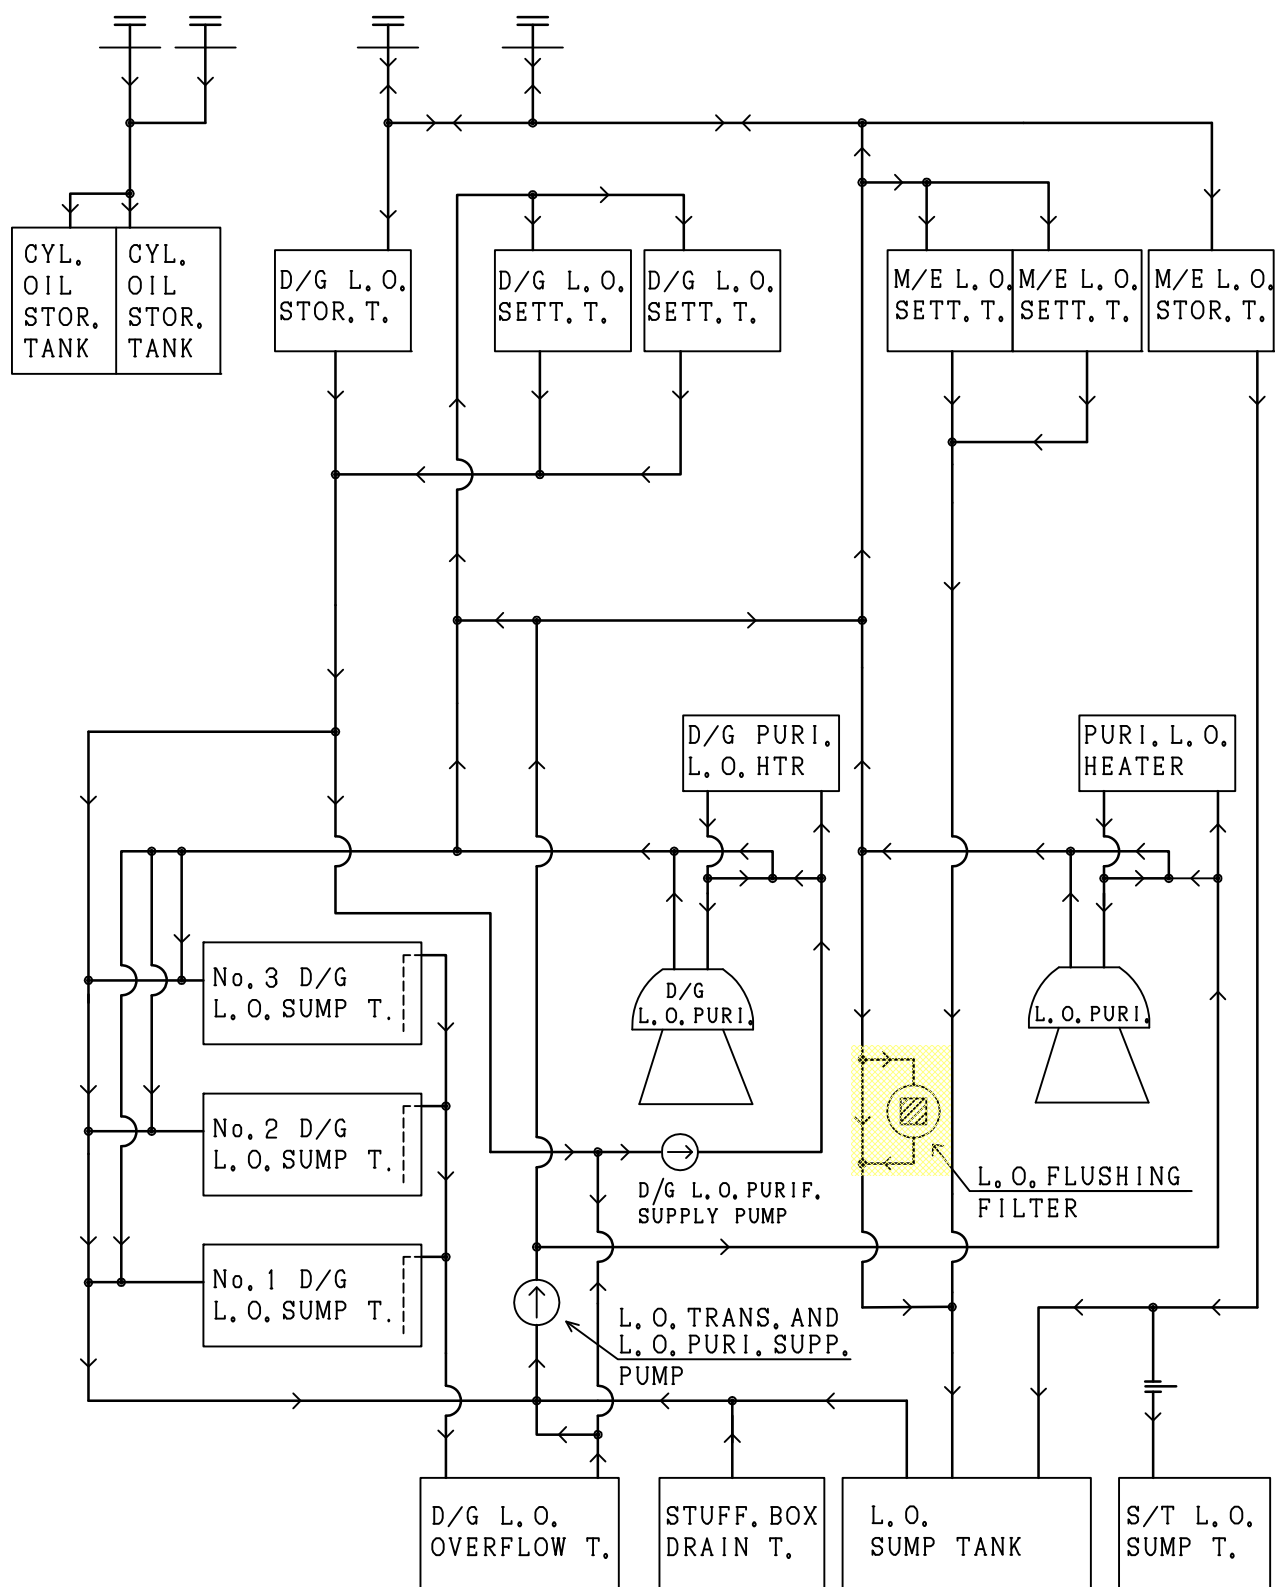 CYL.
OIL
STOR.
TANK
CYL.
OIL
STOR.
TANK
D/G L.O.
STOR.T.
D/G L.O.
SETT.T.
D/G L.O.
SETT.T.
M/E L.O.
SETT.T.
M/E L.O.
SETT.T.
M/E L.O.
STOR.T.
D/G PURI.
L.O.HTR
PURI.L.O.
HEATER
No.3 D/G
L.O.SUMP T.
D/G
L.O.PURI.
L.O.PURI.
No.2 D/G
L.O.SUMP T.
D/G L.O.PURIF.
SUPPLY PUMP
L.O.FLUSHING
FILTER
No.1 D/G
L.O.SUMP T.
L.O.TRANS.AND
L.O.PURI.SUPP.
PUMP
D/G L.O.
OVERFLOW T.
STUFF.BOX
DRAIN T.
L.O.
SUMP TANK
S/T L.O.
SUMP T.